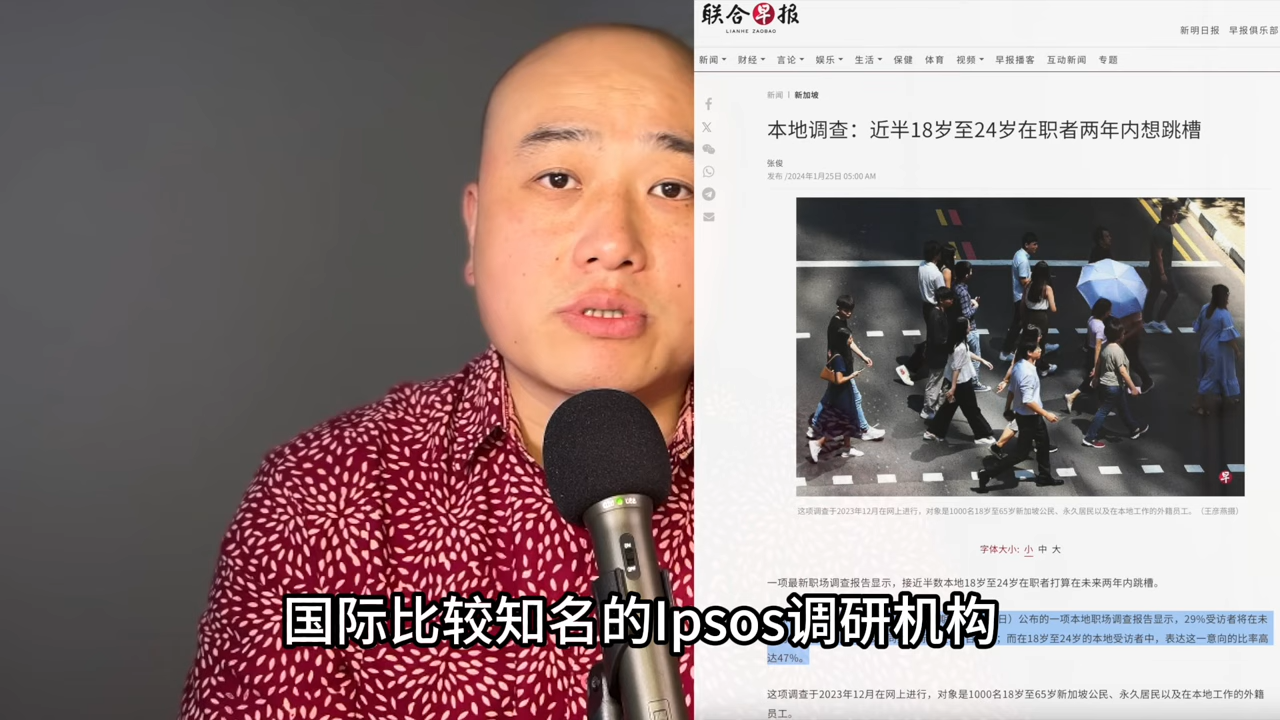 联合早报
LIANHE ZAOBAO
新明日报 早报俱乐部
新闻 财经 言论 娱乐 生活 保健 体育 视频 早报播客 互动新闻 专题
新闻 | 新加坡
本地调查：近半18岁至24岁在职者两年内想跳槽
张俊
发布 /2024年1月25日 05:00 AM
早
这项调查于2023年12月在网上进行，对象是1000名18岁至65岁新加坡公民、永久居民以及在本地工作的外籍员工。（王彦燕摄）
字体大小: 小 中 大
一项最新职场调查报告显示，接近半数本地18岁至24岁在职者打算在未来两年内跳槽。
日）公布的一项本地职场调查报告显示，29%受访者将在未
；而在18岁至24岁的本地受访者中，表达这一意向的比率高
达47%。
国际比较知名的Ipsos调研机构
这项调查于2023年12月在网上进行，对象是1000名18岁至65岁新加坡公民、永久居民以及在本地工作的外籍
员工。